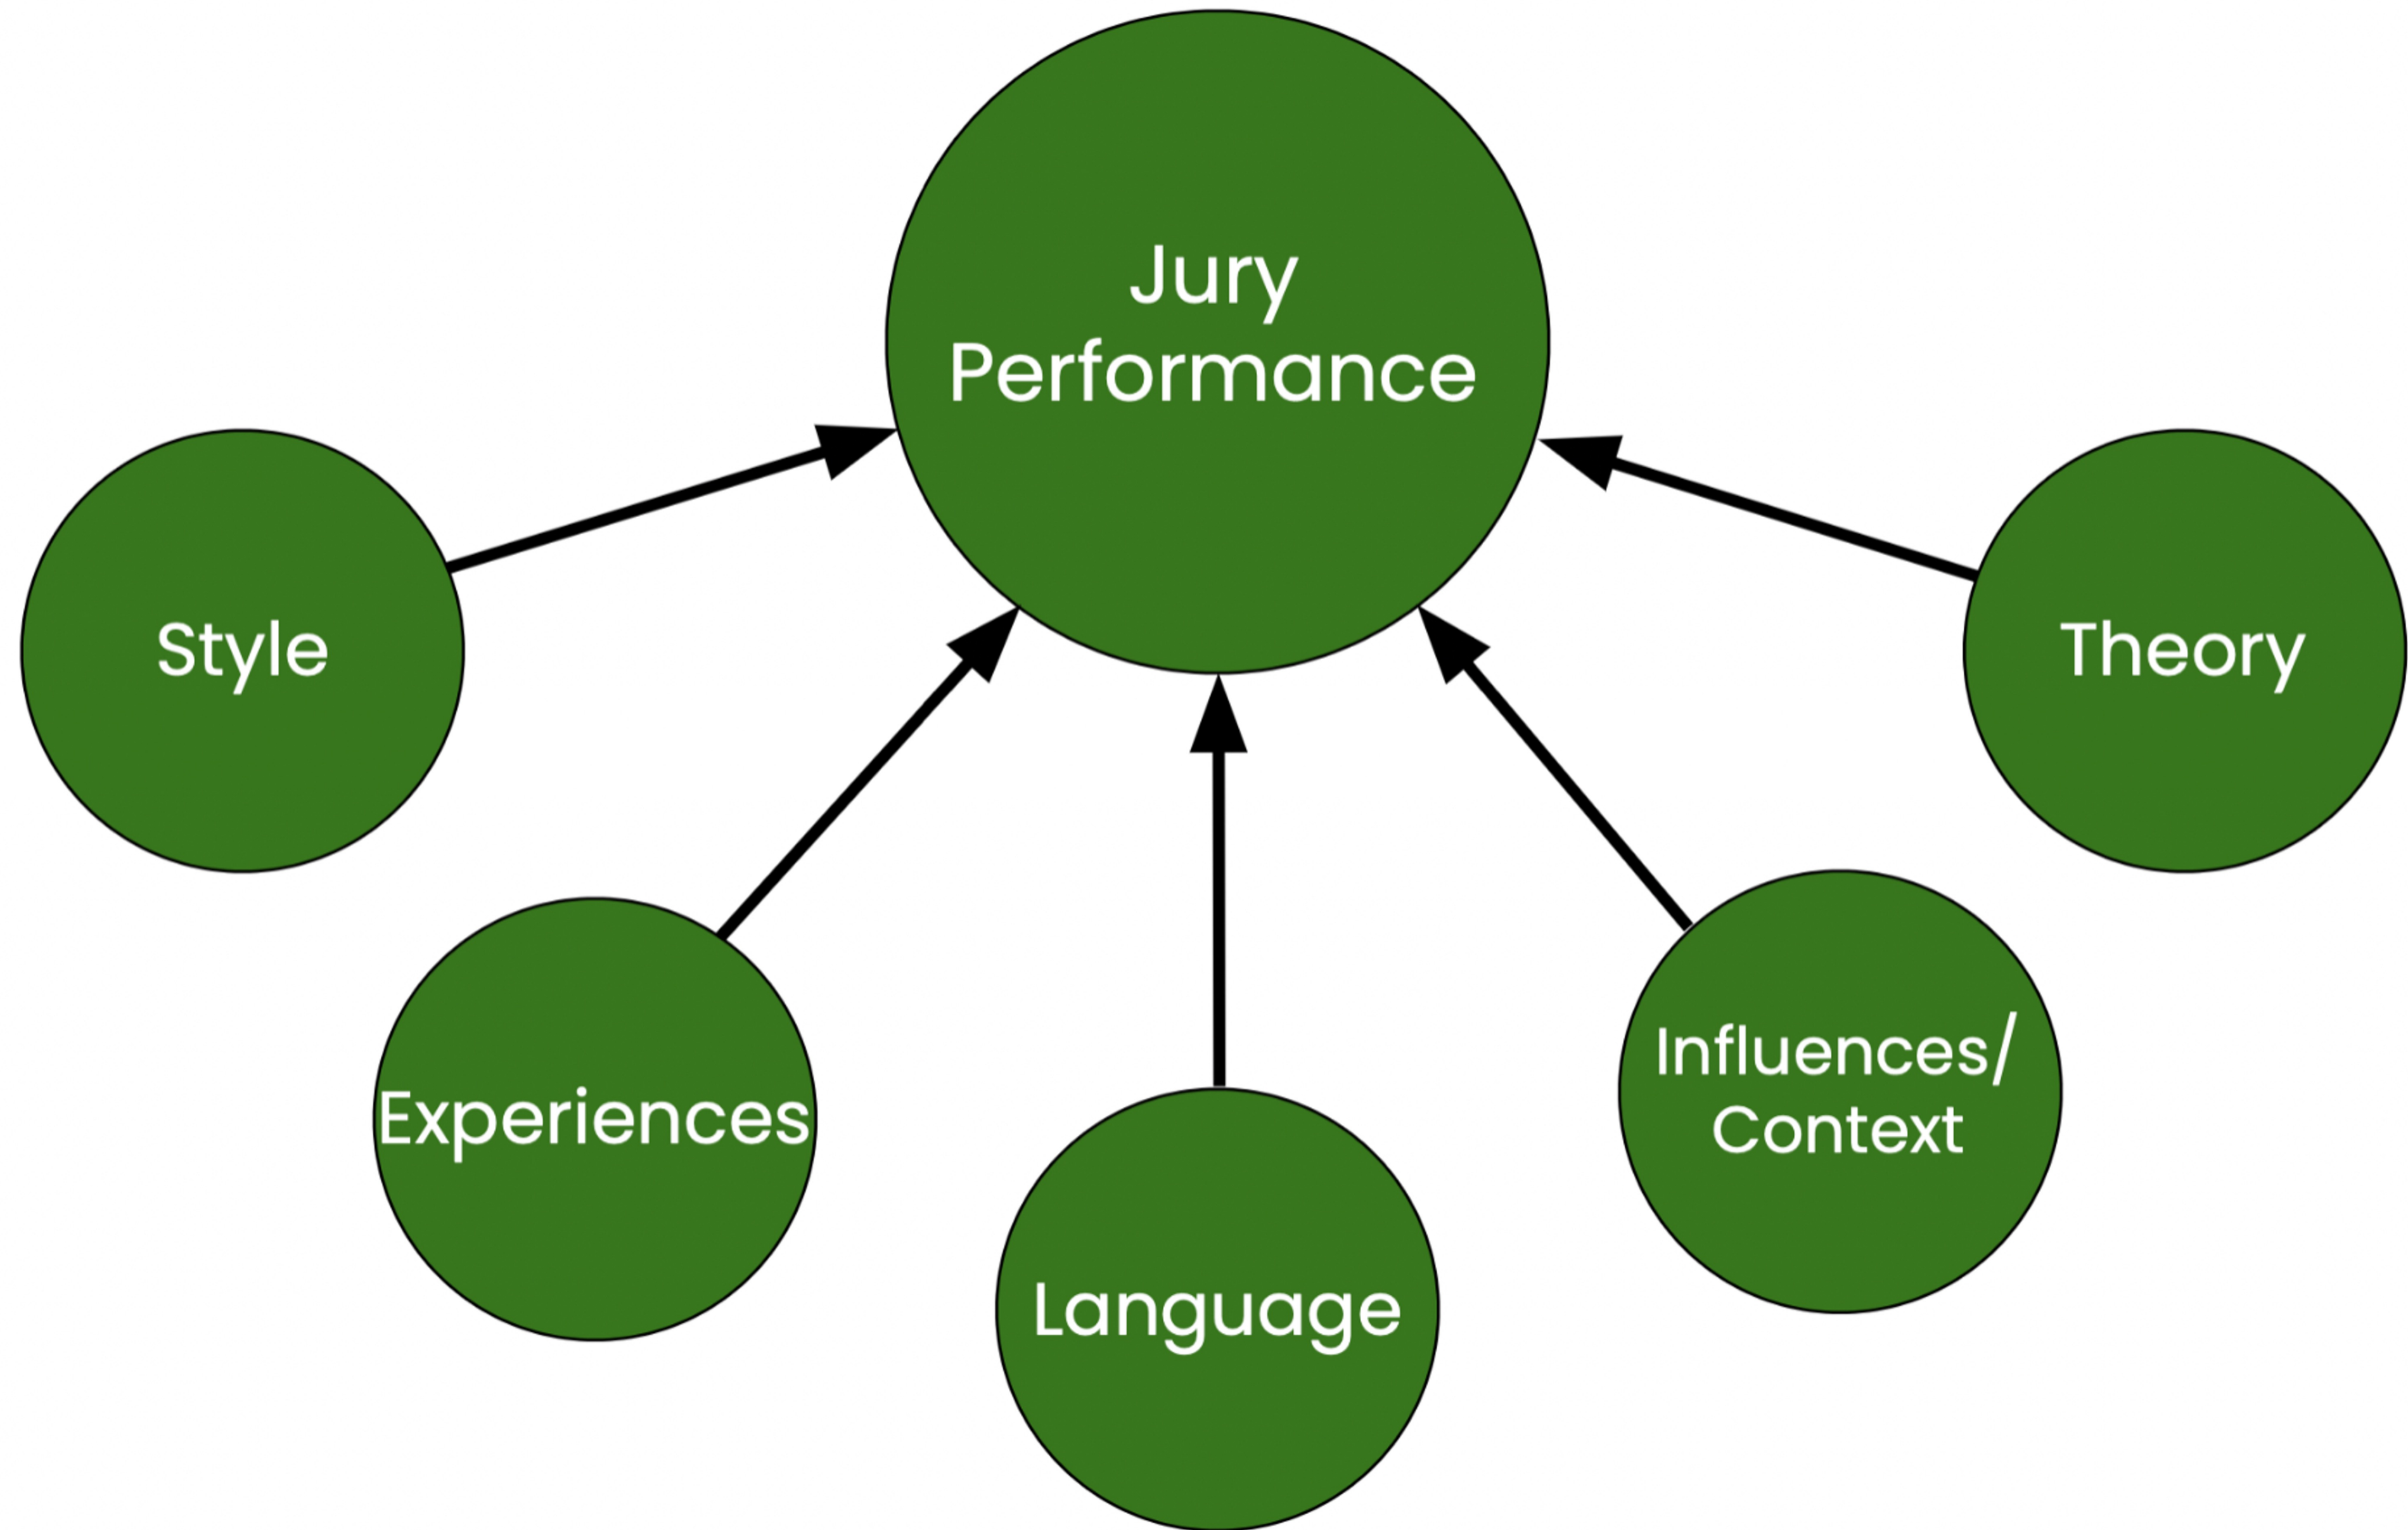 Jury
Performance
Style
Theory
Experiences
Influences/
Context
Language